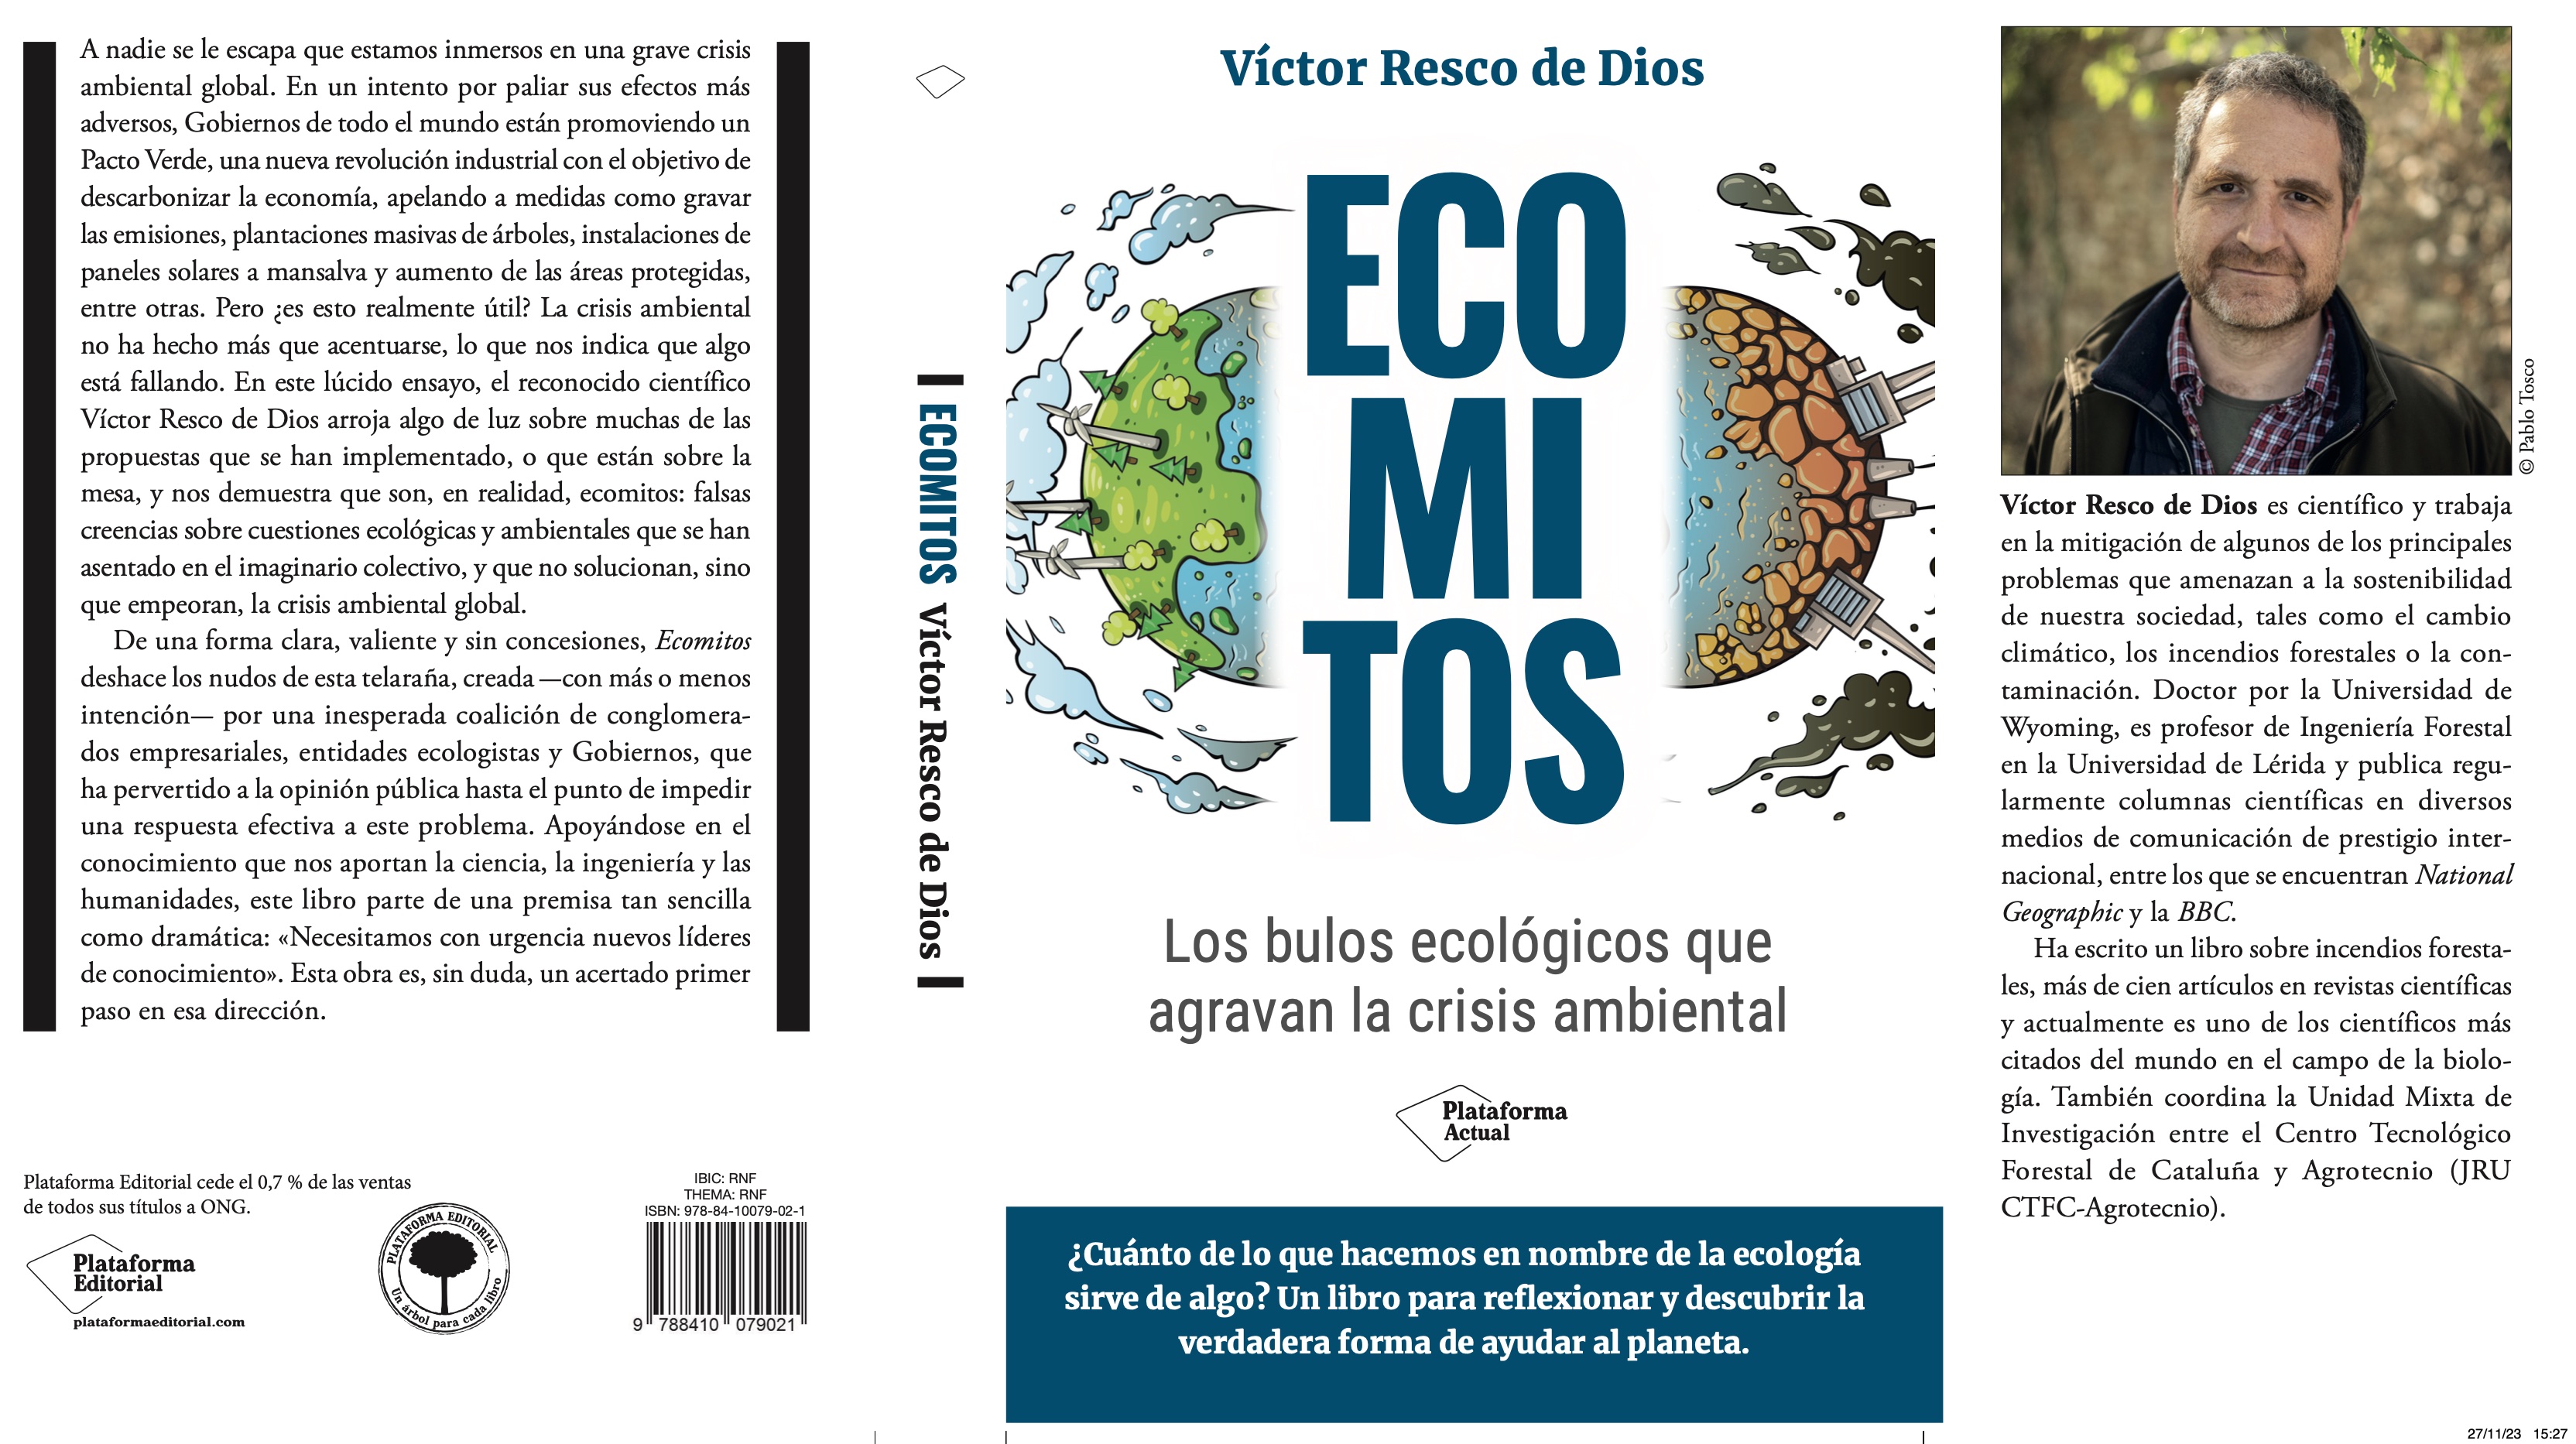 A nadie se le escapa que estamos inmersos en una grave crisis
ambiental global. En un intento por paliar sus efectos más
adversos, Gobiernos de todo el mundo están promoviendo un
Pacto Verde, una nueva revolución industrial con el objetivo de
descarbonizar la economía, apelando a medidas como gravar
las emisiones, plantaciones masivas de árboles, instalaciones de
paneles solares a mansalva y aumento de las áreas protegidas,
entre otras. Pero ¿es esto realmente útil? La crisis ambiental
no ha hecho más que acentuarse, lo que nos indica que algo
está fallando. En este lúcido ensayo, el reconocido científico
Víctor Resco de Dios arroja algo de luz sobre muchas de las
propuestas que se han implementado, o que están sobre la
mesa, y nos demuestra que son, en realidad, ecomitos: falsas
creencias sobre cuestiones ecológicas y ambientales que se han
asentado en el imaginario colectivo, y que no solucionan, sino
que empeoran, la crisis ambiental global.
De una forma clara, valiente y sin concesiones, Ecomitos
deshace los nudos de esta telaraña, creada —con más o menos
intención— por una inesperada coalición de conglomera-
dos empresariales, entidades ecologistas y Gobiernos, que
ha pervertido a la opinión pública hasta el punto de impedir
una respuesta efectiva a este problema. Apoyándose en el
conocimiento que nos aportan la ciencia, la ingeniería y las
humanidades, este libro parte de una premisa tan sencilla
como dramática: «Necesitamos con urgencia nuevos líderes
de conocimiento». Esta obra es, sin duda, un acertado primer
paso en esa dirección.
Plataforma Editorial cede el 0,7 % de las ventas
de todos sus títulos a ONG.
Plataforma
Editorial
plataformaeditorial.com
PLATAFORMA EDITORIAL
Un árbol para cada libro
IBIC: RNF
THEMA: RNF
ISBN: 978-84-10079-02-1
9 788410 079021
ECOMITOS Víctor Resco de Dios
Víctor Resco de Dios
ECO
MI
TOS
Los bulos ecológicos que
agravan la crisis ambiental
Plataforma
Actual
¿Cuánto de lo que hacemos en nombre de la ecología
sirve de algo? Un libro para reflexionar y descubrir la
verdadera forma de ayudar al planeta.
© Pablo Tosco
Víctor Resco de Dios es científico y trabaja
en la mitigación de algunos de los principales
problemas que amenazan a la sostenibilidad
de nuestra sociedad, tales como el cambio
climático, los incendios forestales o la con-
taminación. Doctor por la Universidad de
Wyoming, es profesor de Ingeniería Forestal
en la Universidad de Lérida y publica regu-
larmente columnas científicas en diversos
medios de comunicación de prestigio inter-
nacional, entre los que se encuentran National
Geographic y la BBC.
Ha escrito un libro sobre incendios foresta-
les, más de cien artículos en revistas científicas
y actualmente es uno de los científicos más
citados del mundo en el campo de la biolo-
gía. También coordina la Unidad Mixta de
Investigación entre el Centro Tecnológico
Forestal de Cataluña y Agrotecnio (JRU
CTFC-Agrotecnio).
27/11/23 15:27